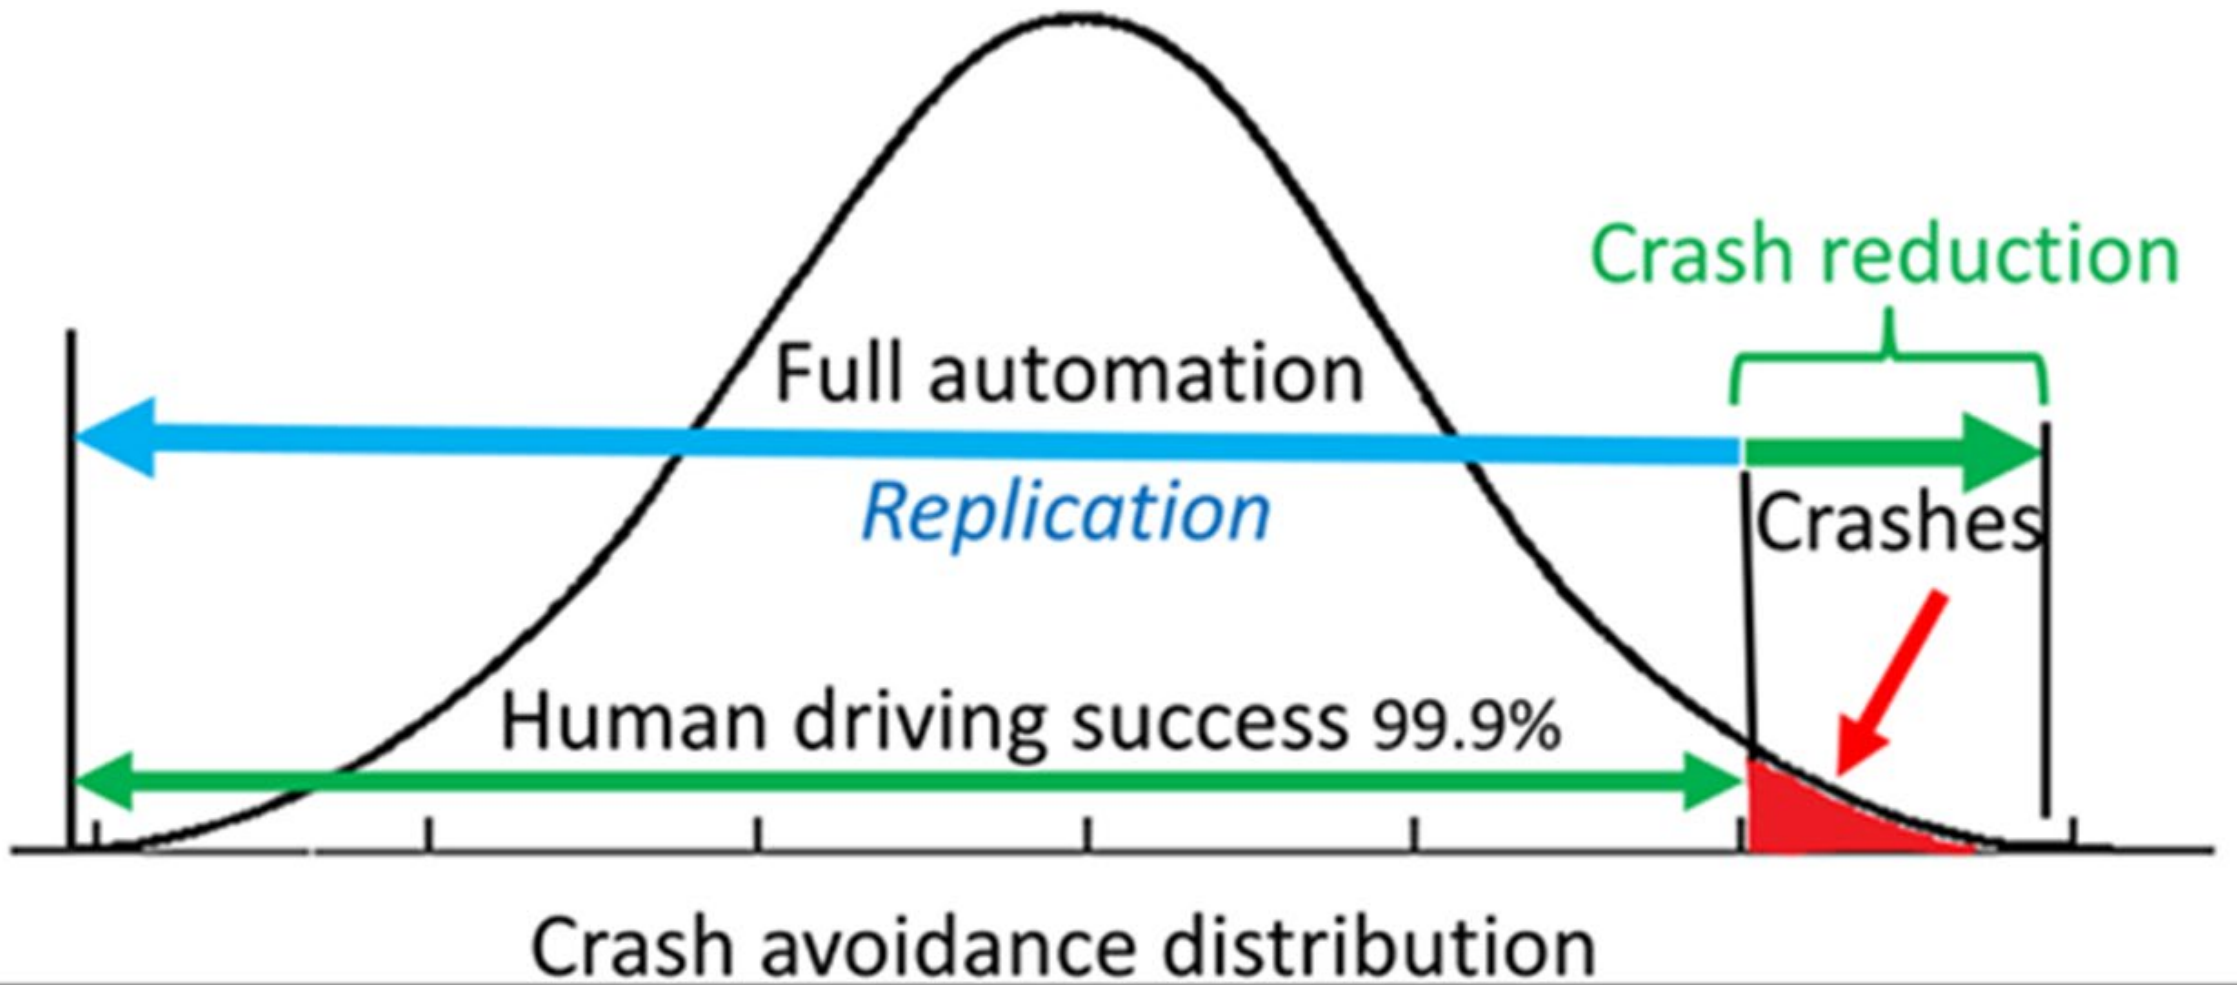 Crash reduction
Full automation
Replication
Crashes
Human driving success 99.9%
Crash avoidance distribution